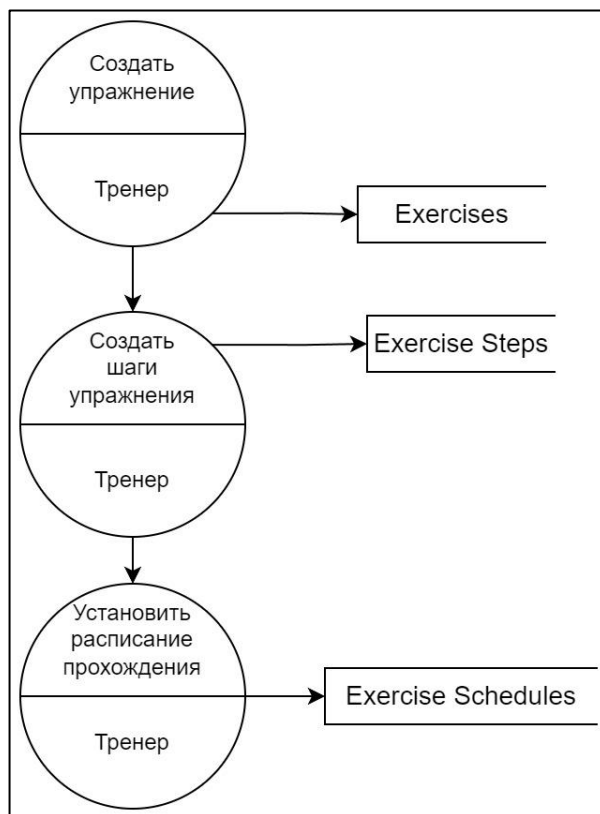 Создать
упражнение
Тренер
Exercises
Создать
шаги
упражнения
Exercise Steps
Тренер
Установить
расписание
прохождения
Exercise Schedules
Тренер